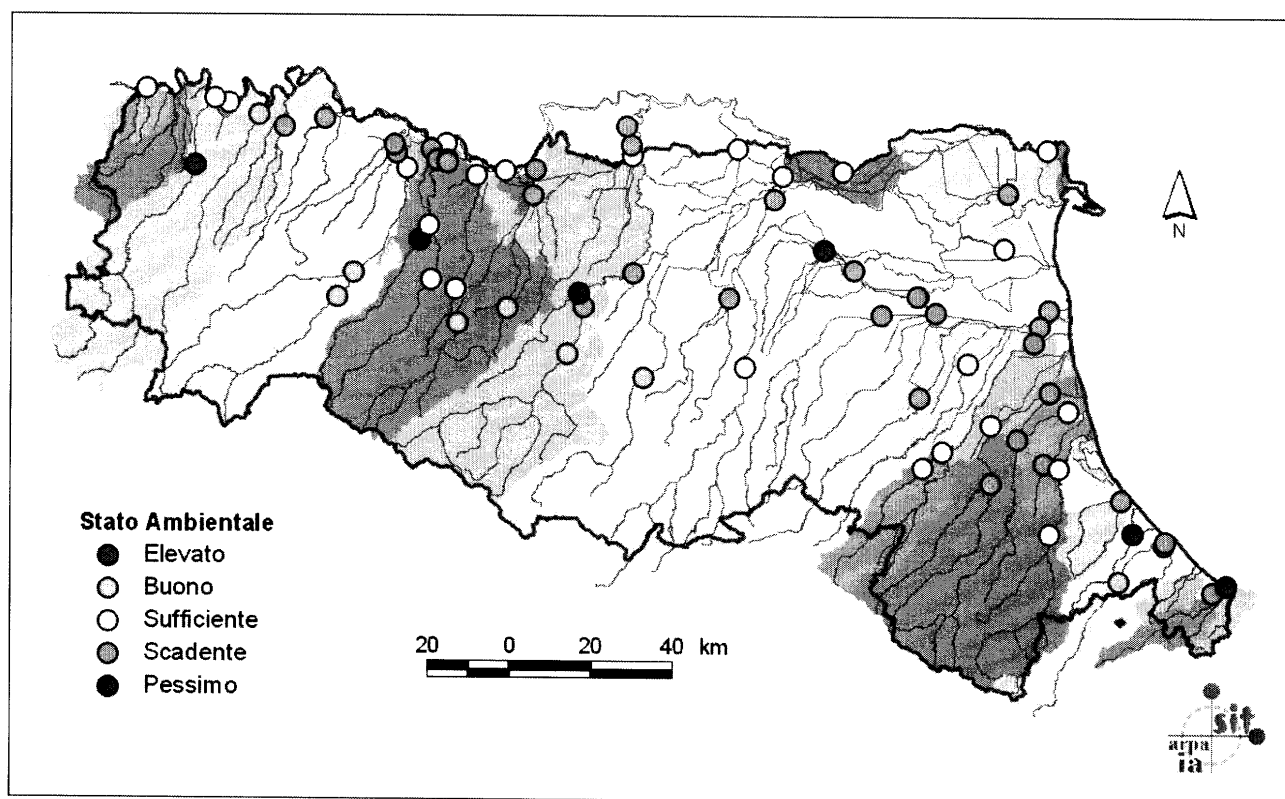 N
Stato Ambientale
Elevato
Buono
Sufficiente
Scadente
Pessimo
20 0 20 40 km
sit
arpa
ia